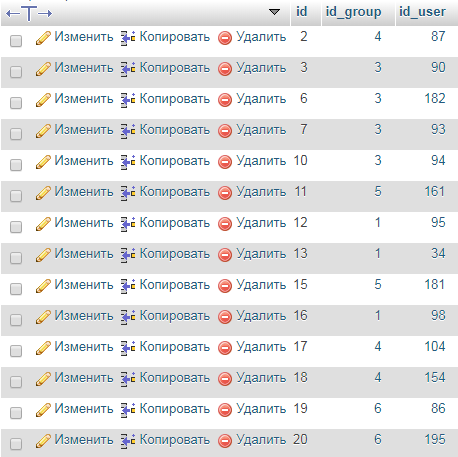 id id_group id_user
Изменить Копировать Удалить 2 4 87
Изменить Копировать Удалить 3 3 90
Изменить Копировать Удалить 6 3 182
Изменить Копировать Удалить 7 3 93
Изменить Копировать Удалить 10 3 94
Изменить Копировать Удалить 11 5 161
Изменить Копировать Удалить 12 1 95
Изменить Копировать Удалить 13 1 34
Изменить Копировать Удалить 15 5 181
Изменить Копировать Удалить 16 1 98
Изменить Копировать Удалить 17 4 104
Изменить Копировать Удалить 18 4 154
Изменить Копировать Удалить 19 6 86
Изменить Копировать Удалить 20 6 195